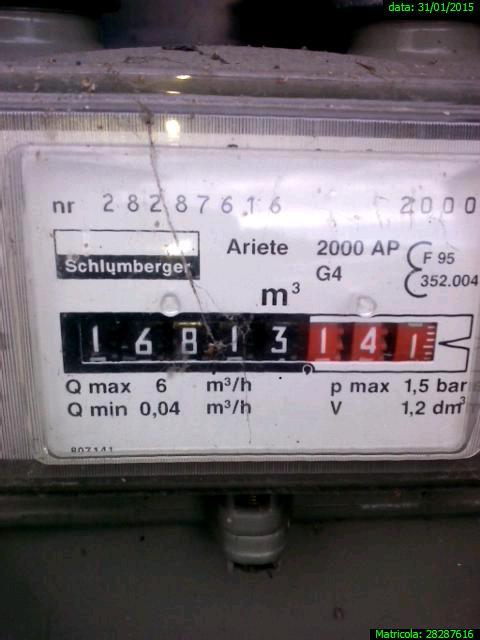 data: 31/01/2015
nr 28287616 2000
Schlumberger
Ariete 2000 AP
G4
F 95
352.004
m³
16813141
Q max 6 m³/h p max 1,5 bar
Q min 0,04 m³/h V 1,2 dm³
Matricola: 28287616